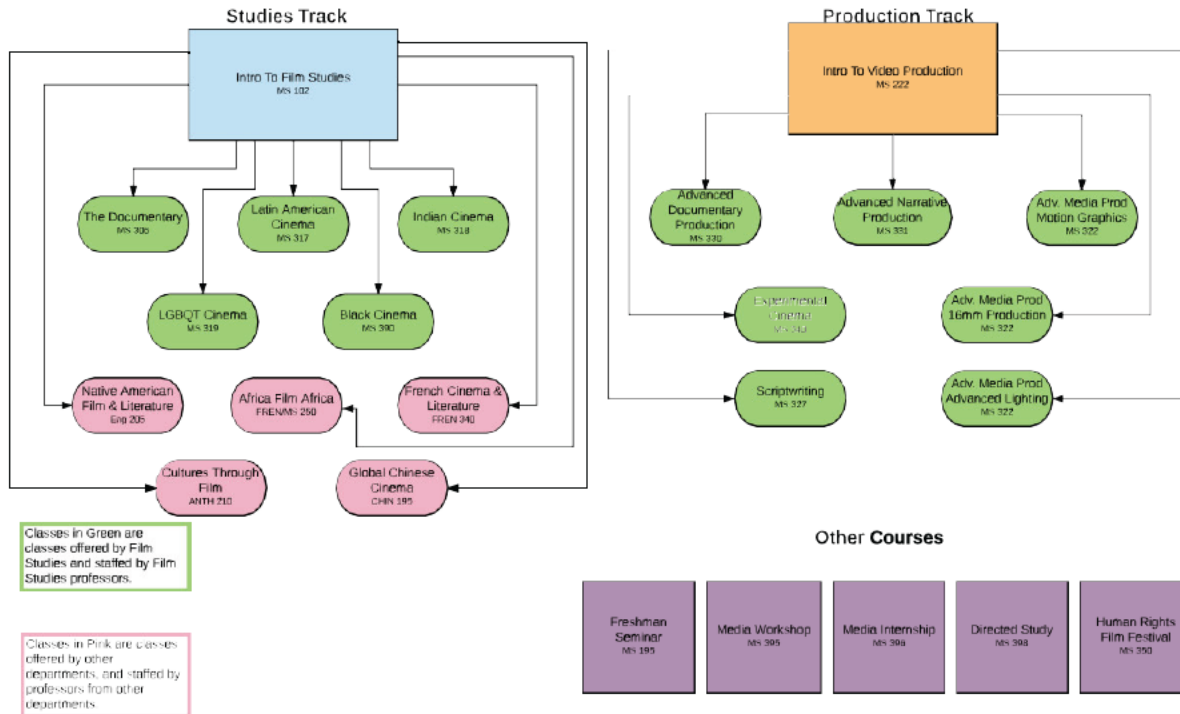 Studies Track
Production Track
Intro To Film Studies
MS 102
Intro To Video Production
MS 222
The Documentary
MS 305
Latin American
Cinema
MS 317
Indian Cinema
MS 318
Advanced
Documentary
Production
MS 330
Advanced Narrative
Production
MS 331
Adv. Media Prod
Motion Graphics
MS 322
LGBQT Cinema
MS 319
Black Cinema
MS 390
Experimental
Cinema
MS
Adv. Media Prod
16mm Production
MS 322
Native American
Film & Literature
Eng 205
Africa Film Africa
FREN/MS 250
French Cinema &
Literature
FREN 340
Scriptwriting
MS 327
Adv. Media Prod
Advanced Lighting
MS 322
Cultures Through
Film
ANTH 210
Global Chinese
Cinema
CHIN 195
Classes in Green are
classes offered by Film
Studies and staffed by Film
Studies professors.
Other Courses
Freshman
Seminar
MS 195
Media Workshop
MS 395
Media Internship
MS 396
Directed Study
MS 398
Human Rights
Film Festival
MS 350
Classes in Pink are classes
offered by other
departments, and staffed by
professors from other
departments.